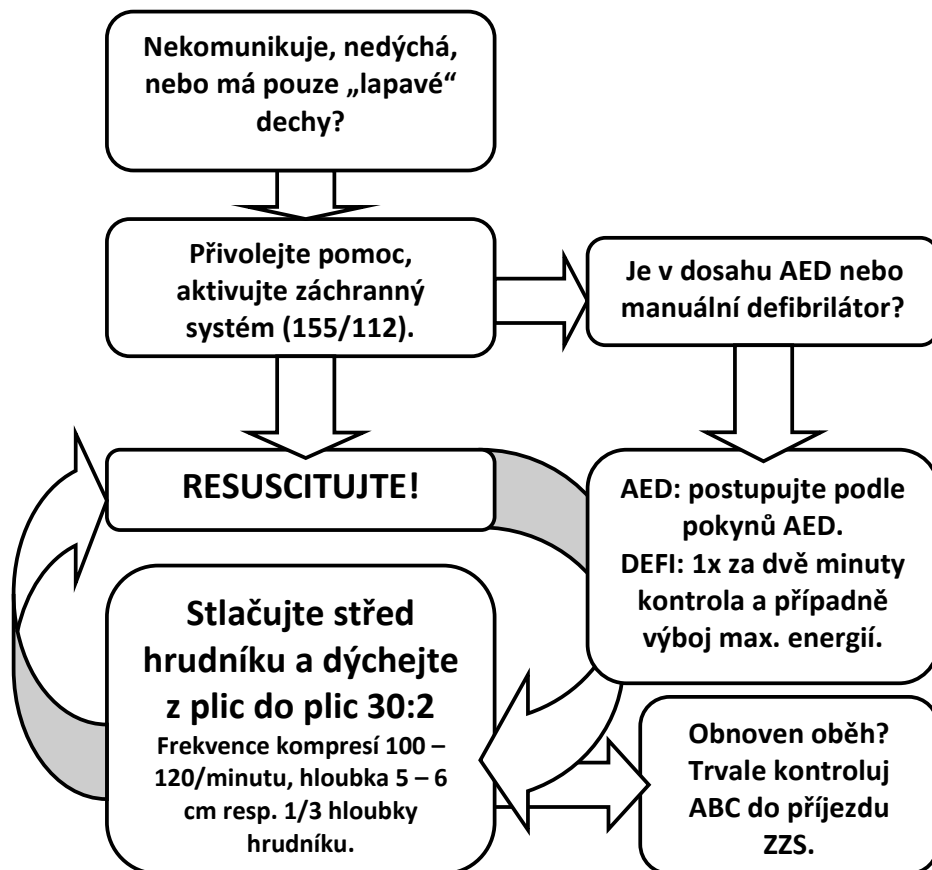 Nekomunikuje, nedýchá,
nebo má pouze „lapavé“
dechy?
Přivolejte pomoc,
aktivujte záchranný
systém (155/112).
Je v dosahu AED nebo
manuální defibrilátor?
RESUSCITUJTE!
AED: postupujte podle
pokynů AED.
DEFI: 1x za dvě minuty
kontrola a případně
výboj max. energií.
Stlačujte střed
hrudníku a dýchejte
z plic do plic 30:2
Frekvence kompresí 100 –
120/minutu, hloubka 5 – 6
cm resp. 1/3 hloubky
hrudníku.
Obnoven oběh?
Trvale kontroluj
ABC do příjezdu
ZZS.